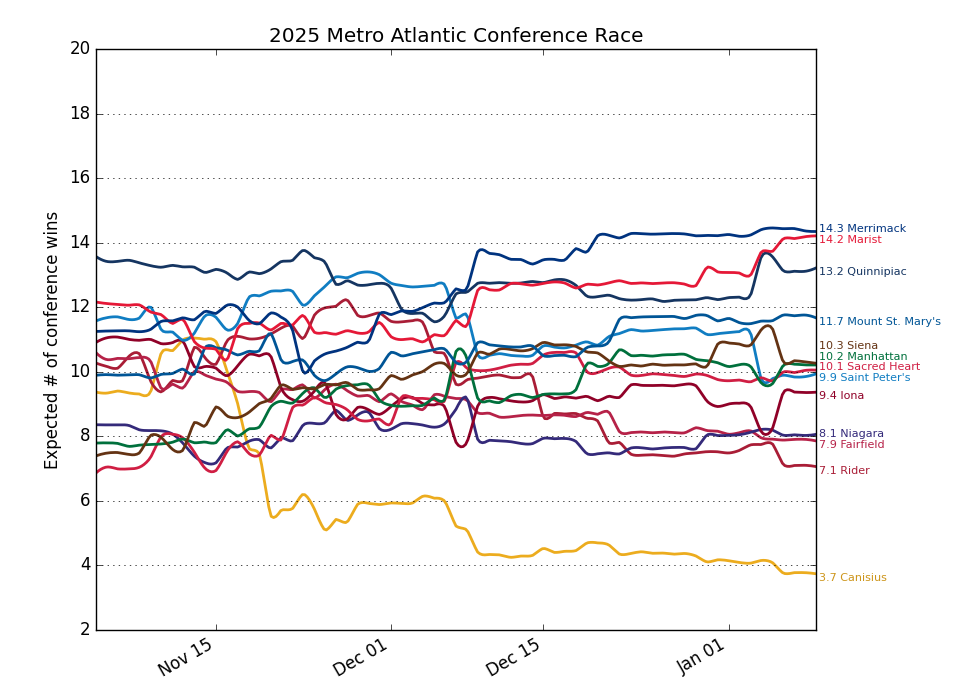 2025 Metro Atlantic Conference Race
Expected # of conference wins
20
18
16
14
12
10
8
6
4
2
Nov 15
Dec 01
Dec 15
Jan 01
14.3 Merrimack
14.2 Marist
13.2 Quinnipiac
11.7 Mount St. Mary's
10.3 Siena
10.2 Manhattan
10.1 Sacred Heart
9.9 Saint Peter's
9.4 Iona
8.1 Niagara
7.9 Fairfield
7.1 Rider
3.7 Canisius